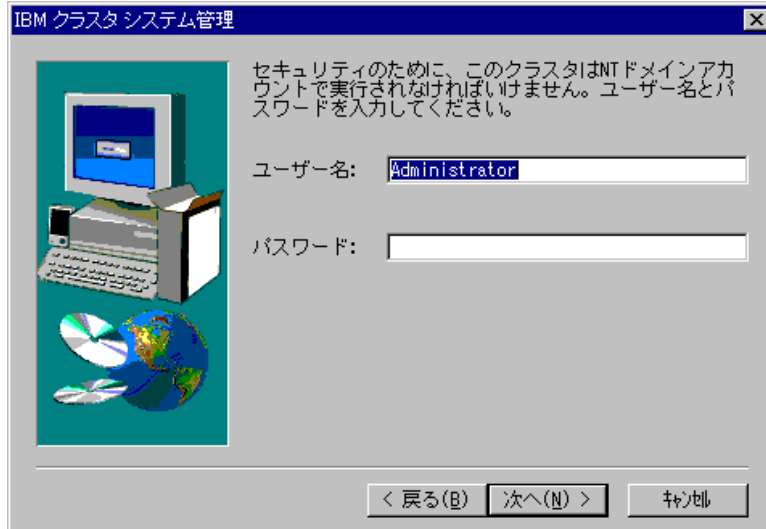 IBM クラスタ システム管理
セキュリティのために、このクラスタはNTドメインアカ
ウントで実行されなければいけません。ユーザー名とパ
スワードを入力してください。
ユーザー名: Administrator
パスワード:
< 戻る(B) 次へ(N) > ｷｬﾝｾﾙ